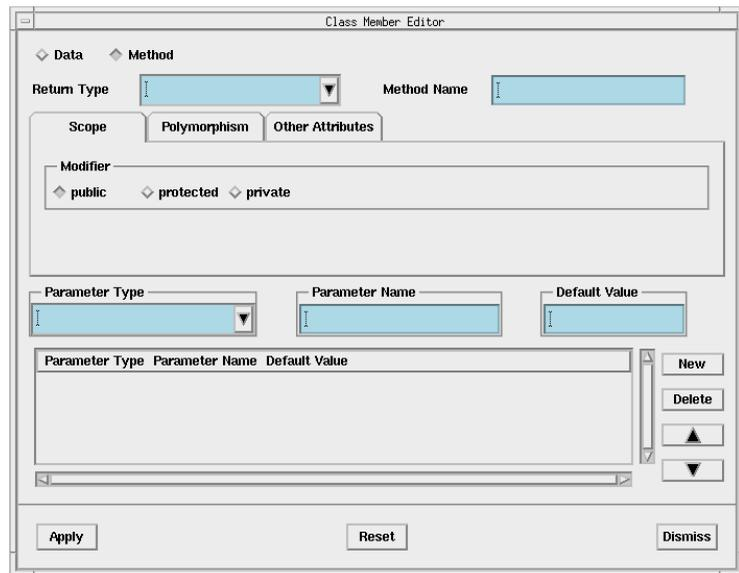 Class Member Editor
Data Method
Return Type Method Name
Scope Polymorphism Other Attributes
Modifier
public protected private
Parameter Type Parameter Name Default Value
Parameter Type Parameter Name Default Value
New
Delete
Apply Reset Dismiss